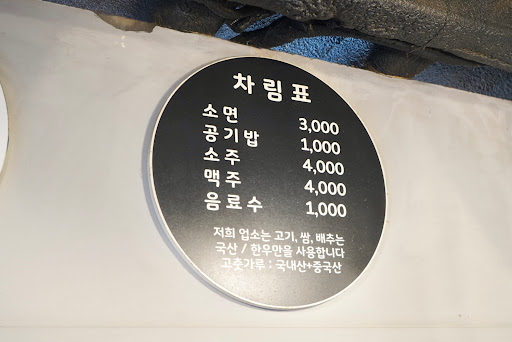 차림표
소면 3,000
공기밥 1,000
소주 4,000
맥주 4,000
음료수 1,000
저희 업소는 고기, 쌈, 배추는
국산 / 한우만을 사용합니다
고춧가루 : 국내산+중국산